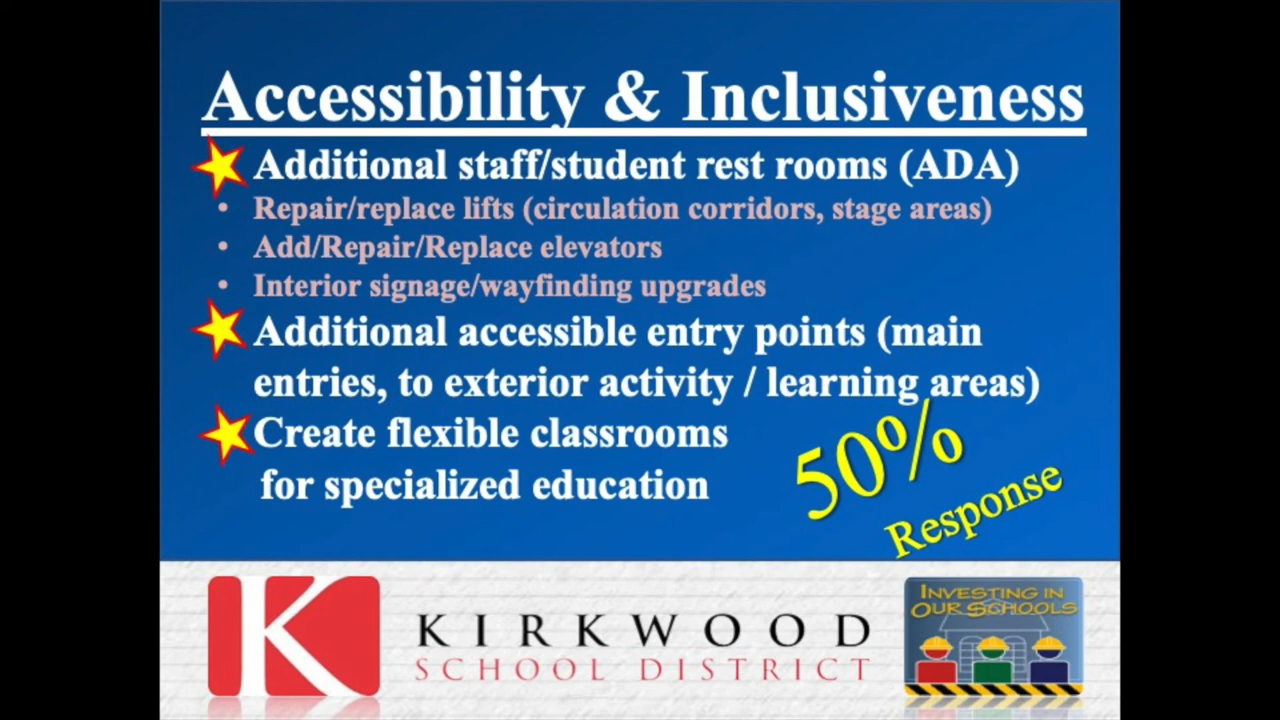 Accessibility & Inclusiveness
Additional staff/student rest rooms (ADA)
• Repair/replace lifts (circulation corridors, stage areas)
• Add/Repair/Replace elevators
• Interior signage/wayfinding upgrades
Additional accessible entry points (main
entries, to exterior activity / learning areas)
Create flexible classrooms
for specialized education
50%
Response
K
KIRKWOOD
SCHOOL DISTRICT
INVESTING IN
OUR SCHOOLS